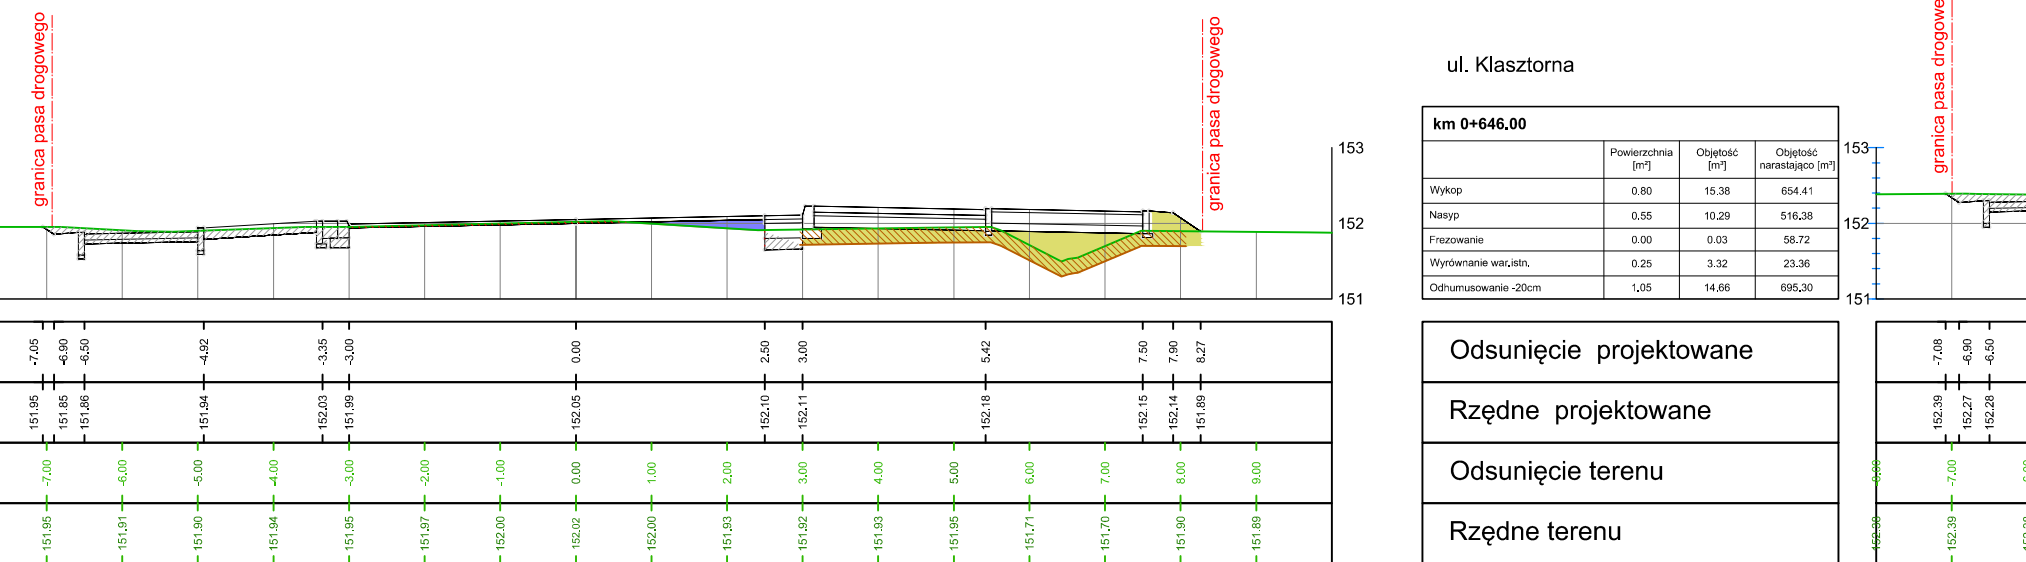 granica pasa drogowego
granica pasa drogowego
153
152
151
ul. Klasztorna
km 0+646.00
Powierzchnia [m²] Objętość [m³] Objętość narastająco [m³]
Wykop 0.80 15.38 654.41
Nasyp 0.55 10.29 516.38
Frezowanie 0.00 0.03 58.72
Wyrównanie war.istn. 0.25 3.32 23.36
Odhumusowanie -20cm 1.05 14.66 695.30
153
152
151
granica pasa drogowe
-7.05 -6.90 -6.50 -4.92 -3.35 -3.00 0.00 2.50 3.00 5.42 7.50 7.90 8.27
Odsunięcie projektowane
-7.08 -6.90 -6.50
151.95 151.85 151.86 151.94 152.03 151.99 152.05 152.10 152.11 152.18 152.15 152.14 151.89
Rzędne projektowane
152.39 152.27 152.28
-7.00 -6.00 -5.00 -4.00 -3.00 -2.00 -1.00 0.00 1.00 2.00 3.00 4.00 5.00 6.00 7.00 8.00 9.00
Odsunięcie terenu
-7.00
151.95 151.91 151.90 151.94 151.95 151.97 152.00 152.02 152.00 151.93 151.92 151.93 151.95 151.71 151.70 151.90 151.89
Rzędne terenu
152.39